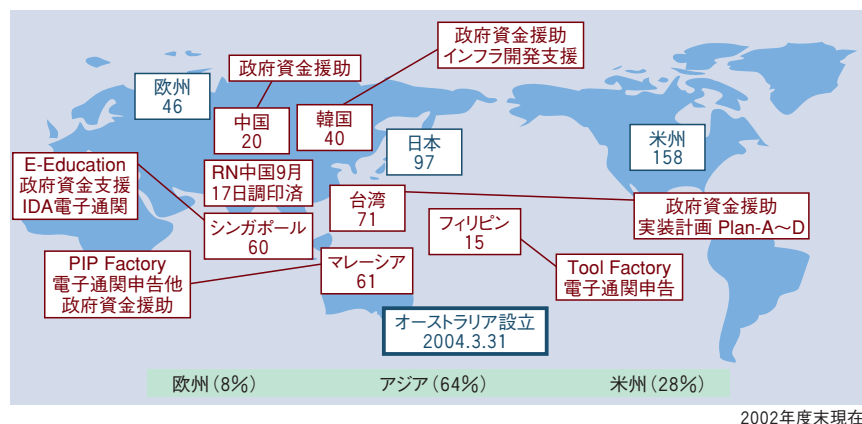 政府資金援助
インフラ開発支援
政府資金援助
欧州
46
中国
20
韓国
40
日本
97
米州
158
E-Education
政府資金支援
IDA電子通関
RN中国9月
17日調印済
台湾
71
政府資金援助
実装計画 Plan-A～D
シンガポール
60
フィリピン
15
PIP Factory
電子通関申告他
政府資金援助
マレーシア
61
Tool Factory
電子通関申告
オーストラリア設立
2004.3.31
欧州（8%） アジア（64%） 米州（28%）
2002年度末現在